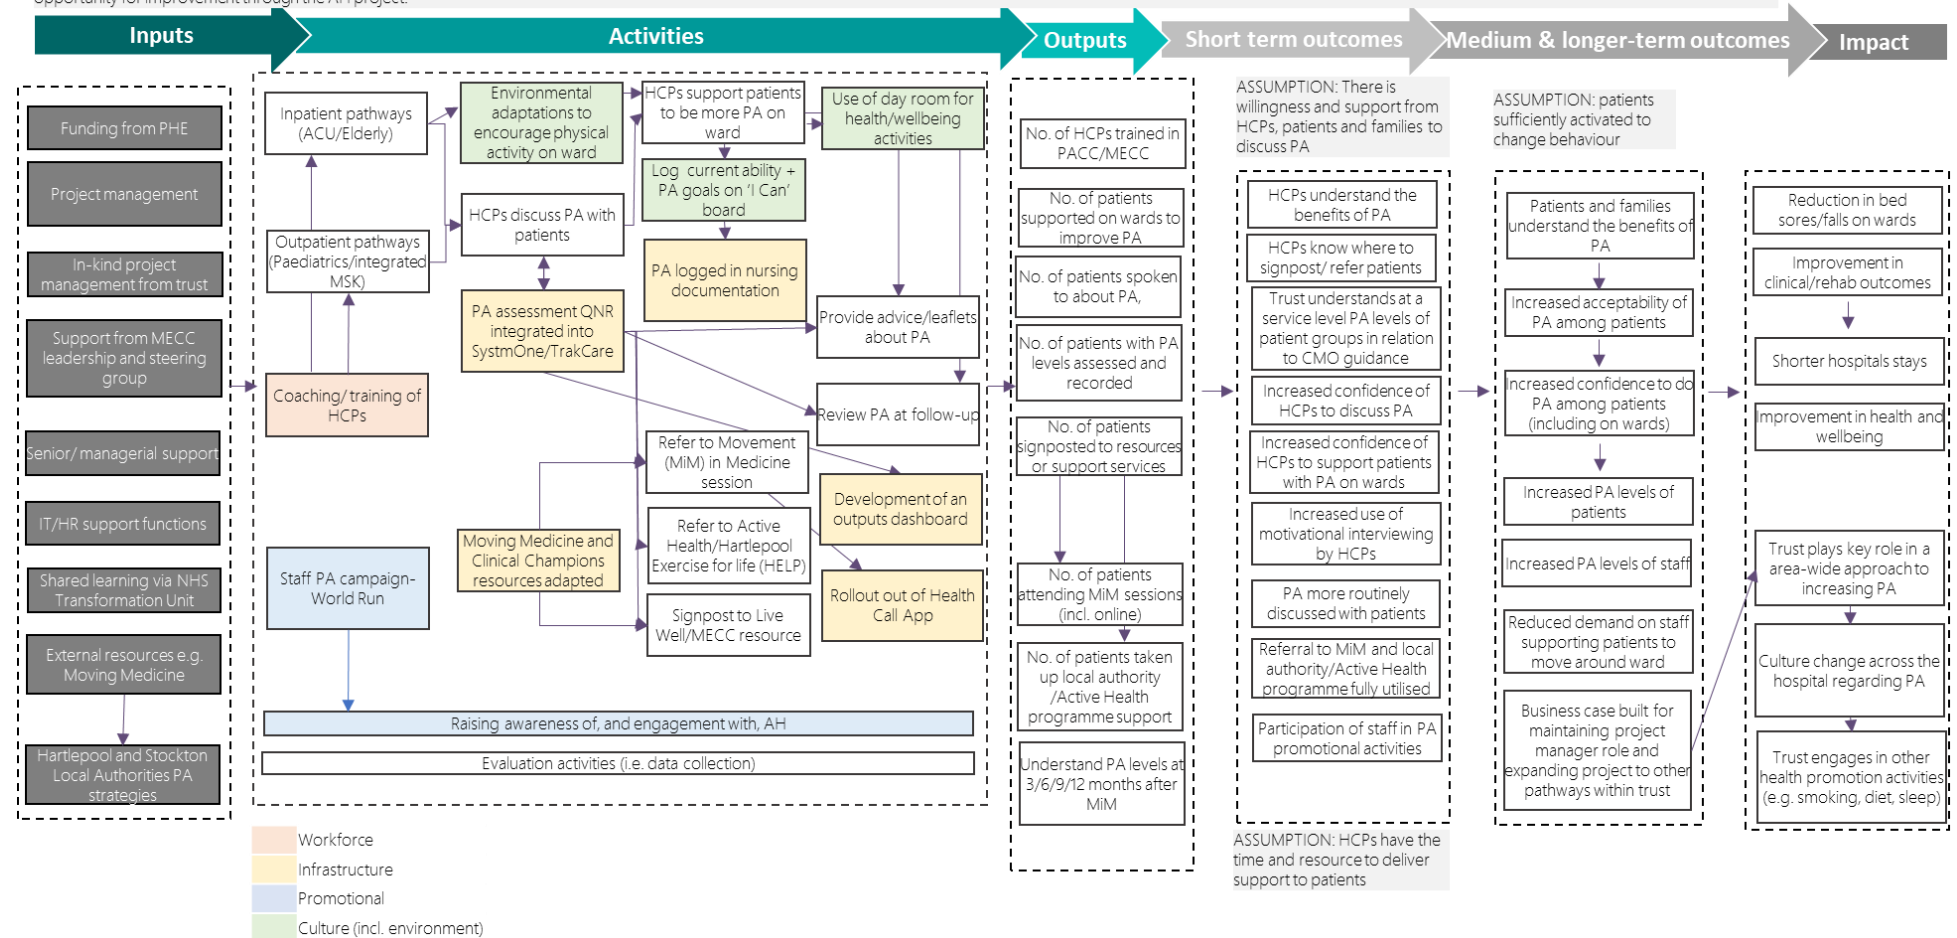 opportunity for improvement through the AH project.
Inputs
Activities
Outputs
Short term outcomes
Medium & longer-term outcomes
Impact
Funding from PHE
Project management
In-kind project
management from trust
Support from MECC
leadership and steering
group
Senior/ managerial support
IT/HR support functions
Shared learning via NHS
Transformation Unit
External resources e.g.
Moving Medicine
Hartlepool and Stockton
Local Authorities PA
strategies
Inpatient pathways
(ACU/Elderly)
Outpatient pathways
(Paediatrics/integrated
MSK)
Coaching/ training of
HCPs
Staff PA campaign-
World Run
Environmental
adaptations to
encourage physical
activity on ward
HCPs discuss PA with
patients
PA assessment QNR
integrated into
SystmOne/TrakCare
Moving Medicine and
Clinical Champions
resources adapted
HCPs support patients
to be more PA on
ward
Log current ability +
PA goals on ‘I Can’
board
PA logged in nursing
documentation
Refer to Movement
(MiM) in Medicine
session
Refer to Active
Health/Hartlepool
Exercise for life (HELP)
Signpost to Live
Well/MECC resource
Use of day room for
health/wellbeing
activities
Provide advice/leaflets
about PA
Review PA at follow-up
Development of an
outputs dashboard
Rollout out of Health
Call App
Raising awareness of, and engagement with, AH
Evaluation activities (i.e. data collection)
No. of HCPs trained in
PACC/MECC
No. of patients
supported on wards to
improve PA
No. of patients spoken
to about PA,
No. of patients with PA
levels assessed and
recorded
No. of patients
signposted to resources
or support services
No. of patients
attending MiM sessions
(incl. online)
No. of patients taken
up local authority
/Active Health
programme support
Understand PA levels at
3/6/9/12 months after
MiM
ASSUMPTION: There is
willingness and support from
HCPs, patients and families to
discuss PA
HCPs understand the
benefits of PA
HCPs know where to
signpost/ refer patients
Trust understands at a
service level PA levels of
patient groups in relation
to CMO guidance
Increased confidence of
HCPs to discuss PA
Increased confidence of
HCPs to support patients
with PA on wards
Increased use of
motivational interviewing
by HCPs
PA more routinely
discussed with patients
Referral to MiM and local
authority/Active Health
programme fully utilised
Participation of staff in PA
promotional activities
ASSUMPTION: HCPs have the
time and resource to deliver
support to patients
ASSUMPTION: patients
sufficiently activated to
change behaviour
Patients and families
understand the benefits of
PA
Increased acceptability of
PA among patients
Increased confidence to do
PA among patients
(including on wards)
Increased PA levels of
patients
Increased PA levels of staff
Reduced demand on staff
supporting patients to
move around ward
Business case built for
maintaining project
manager role and
expanding project to other
pathways within trust
Reduction in bed
sores/falls on wards
Improvement in
clinical/rehab outcomes
Shorter hospitals stays
Improvement in health and
wellbeing
Trust plays key role in a
area-wide approach to
increasing PA
Culture change across the
hospital regarding PA
Trust engages in other
health promotion activities
(e.g. smoking, diet, sleep)
Workforce
Infrastructure
Promotional
Culture (incl. environment)